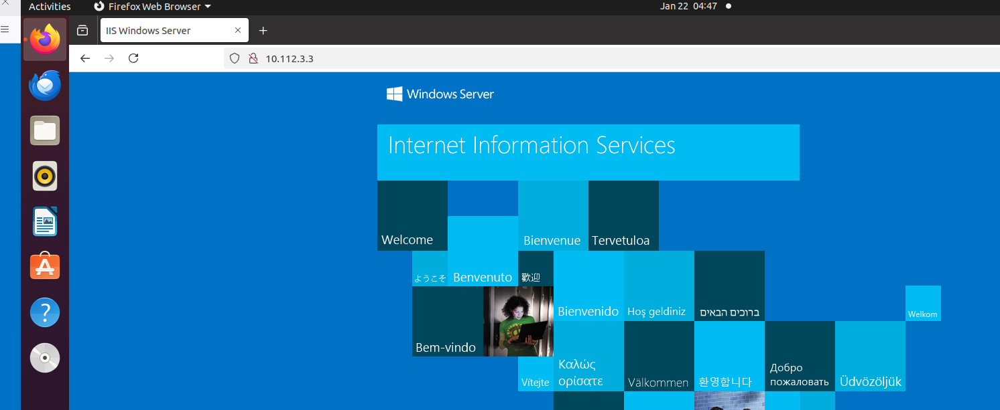 Activities
Firefox Web Browser
Jan 22 04:47
IIS Windows Server
10.112.3.3
Windows Server
Internet Information Services
Welcome
Bienvenue
Tervetuloa
ようこそ
Benvenuto
歡迎
Bienvenido
Hoş geldiniz
ברוכים הבאים
Welkom
Bem-vindo
Vítejte
Καλώς
ορίσατε
Välkommen
환영합니다
Добро
пожаловать
Üdvözöljük